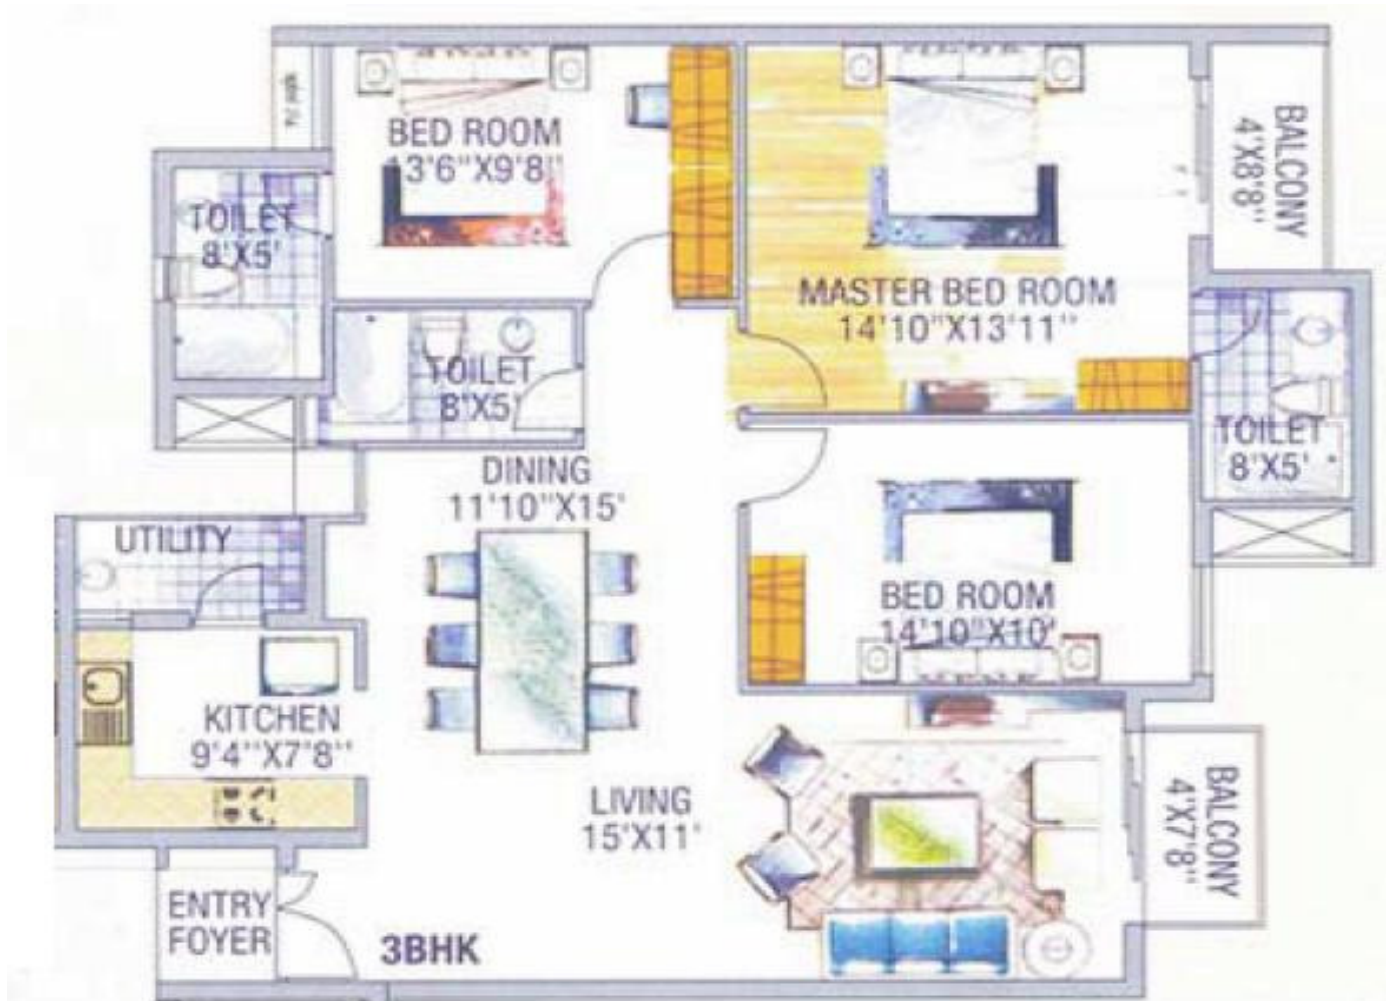 BED ROOM
13'6"X9'8"
BALCONY
4'X8'8"
TOILET
8'X5'
MASTER BED ROOM
14'10"X13'11"
TOILET
8'X5'
TOILET
8'X5'
DINING
11'10"X15'
UTILITY
BED ROOM
14'10"X10'
KITCHEN
9'4"X7'8"
LIVING
15'X11'
BALCONY
4'X7'8"
ENTRY
FOYER
3BHK